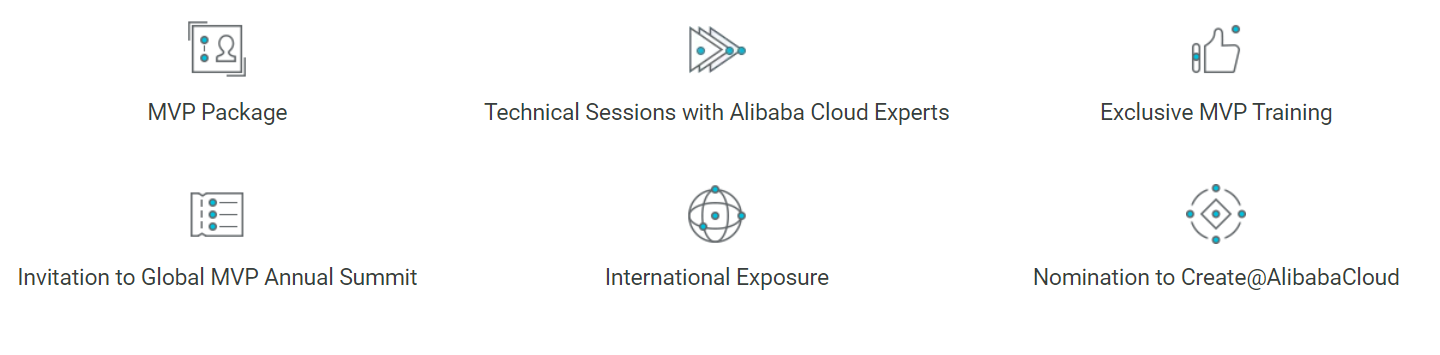 MVP Package
Technical Sessions with Alibaba Cloud Experts
Exclusive MVP Training
Invitation to Global MVP Annual Summit
International Exposure
Nomination to Create@AlibabaCloud